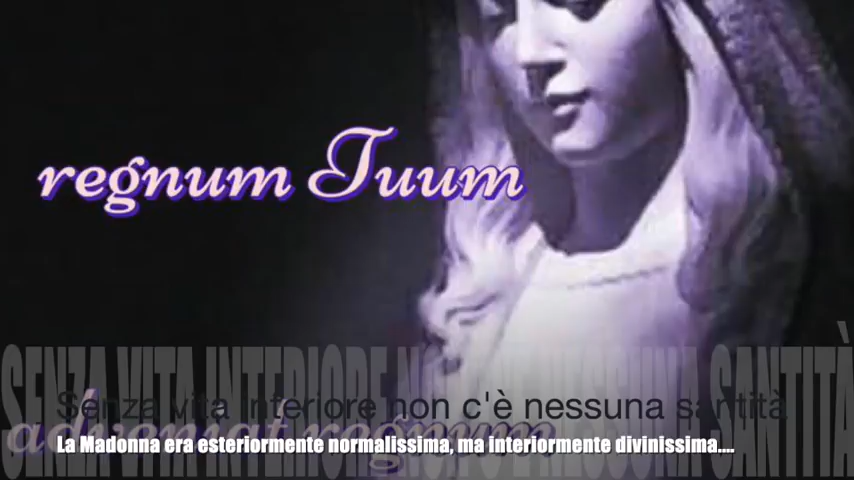 regnum Tuum
SENZA VITA INTERIORE NON C'È NESSUNA SANTITÀ
Senza vita interiore non c'è nessuna santità
adveniat regnum
La Madonna era esteriormente normalissima, ma interiormente divinissima....